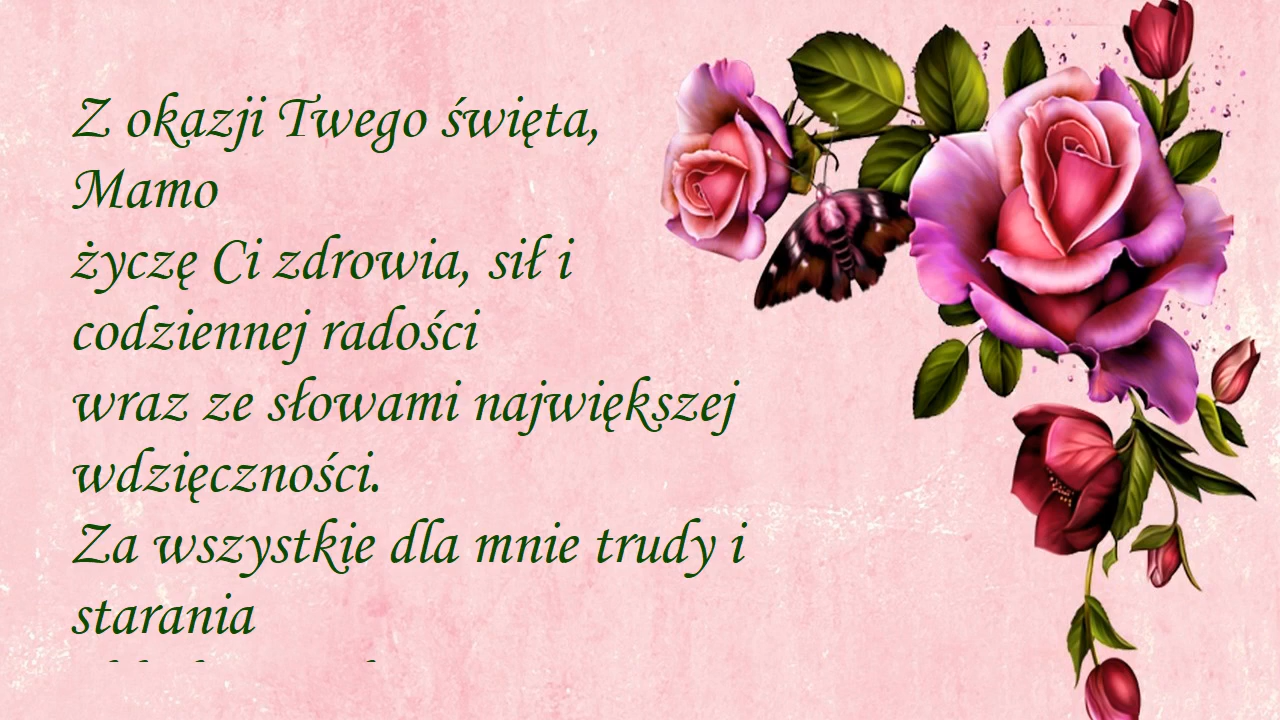 Z okazji Twego święta,
Mamo
życzę Ci zdrowia, sił i
codziennej radości
wraz ze słowami największej
wdzięczności.
Za wszystkie dla mnie trudy i
starania